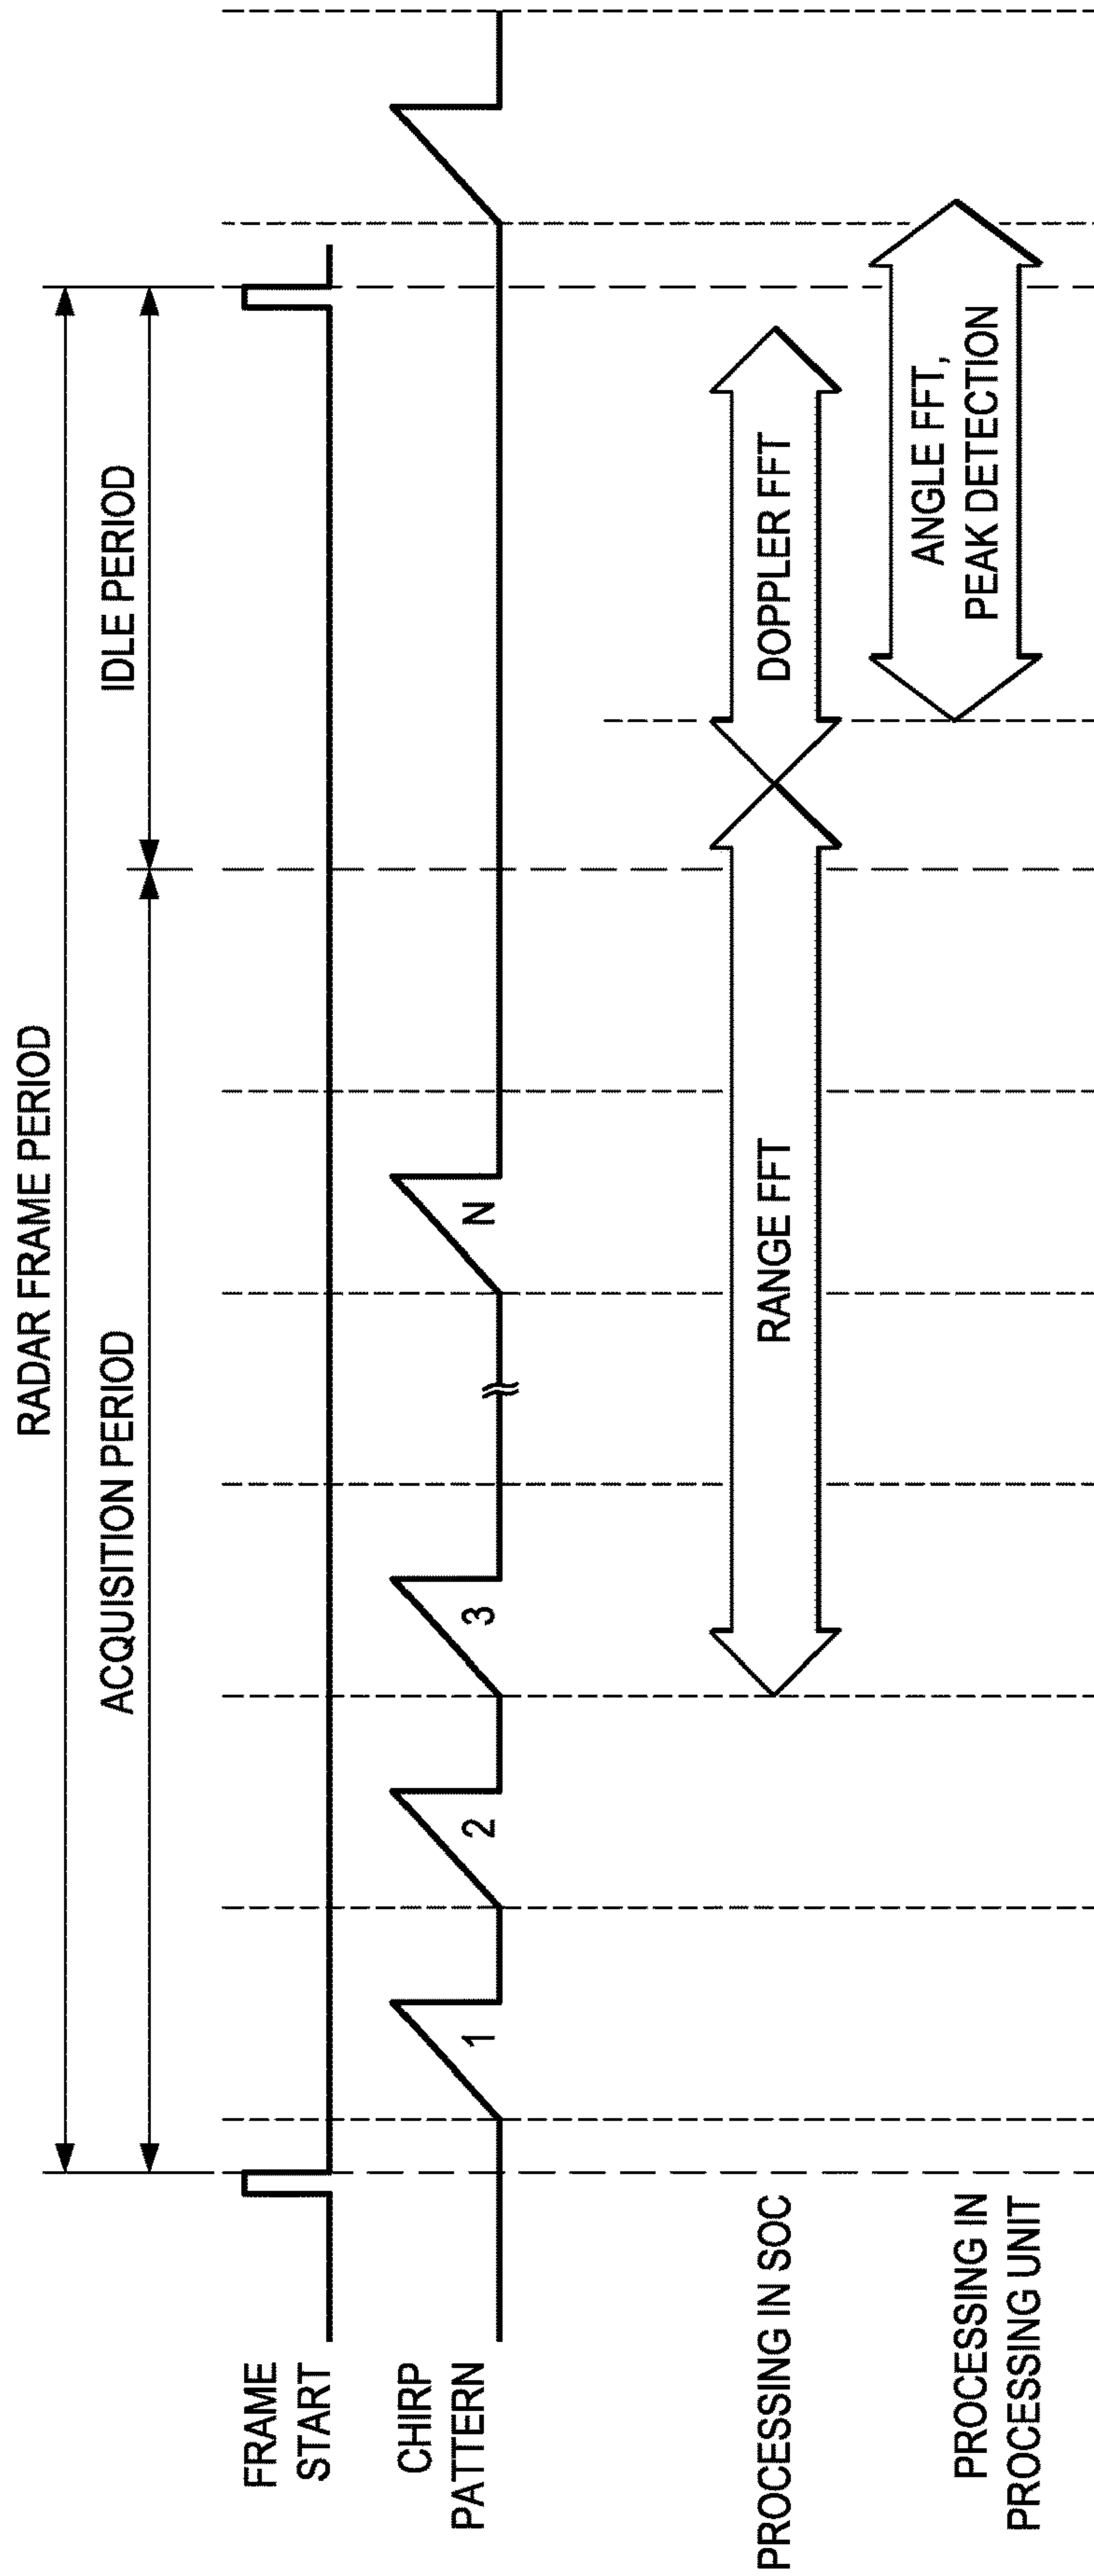 RADAR FRAME PERIOD
ACQUISITION PERIOD
IDLE PERIOD
FRAME
START
CHIRP
PATTERN
1
2
3
N
PROCESSING IN SOC
RANGE FFT
DOPPLER FFT
PROCESSING IN
PROCESSING UNIT
ANGLE FFT,
PEAK DETECTION